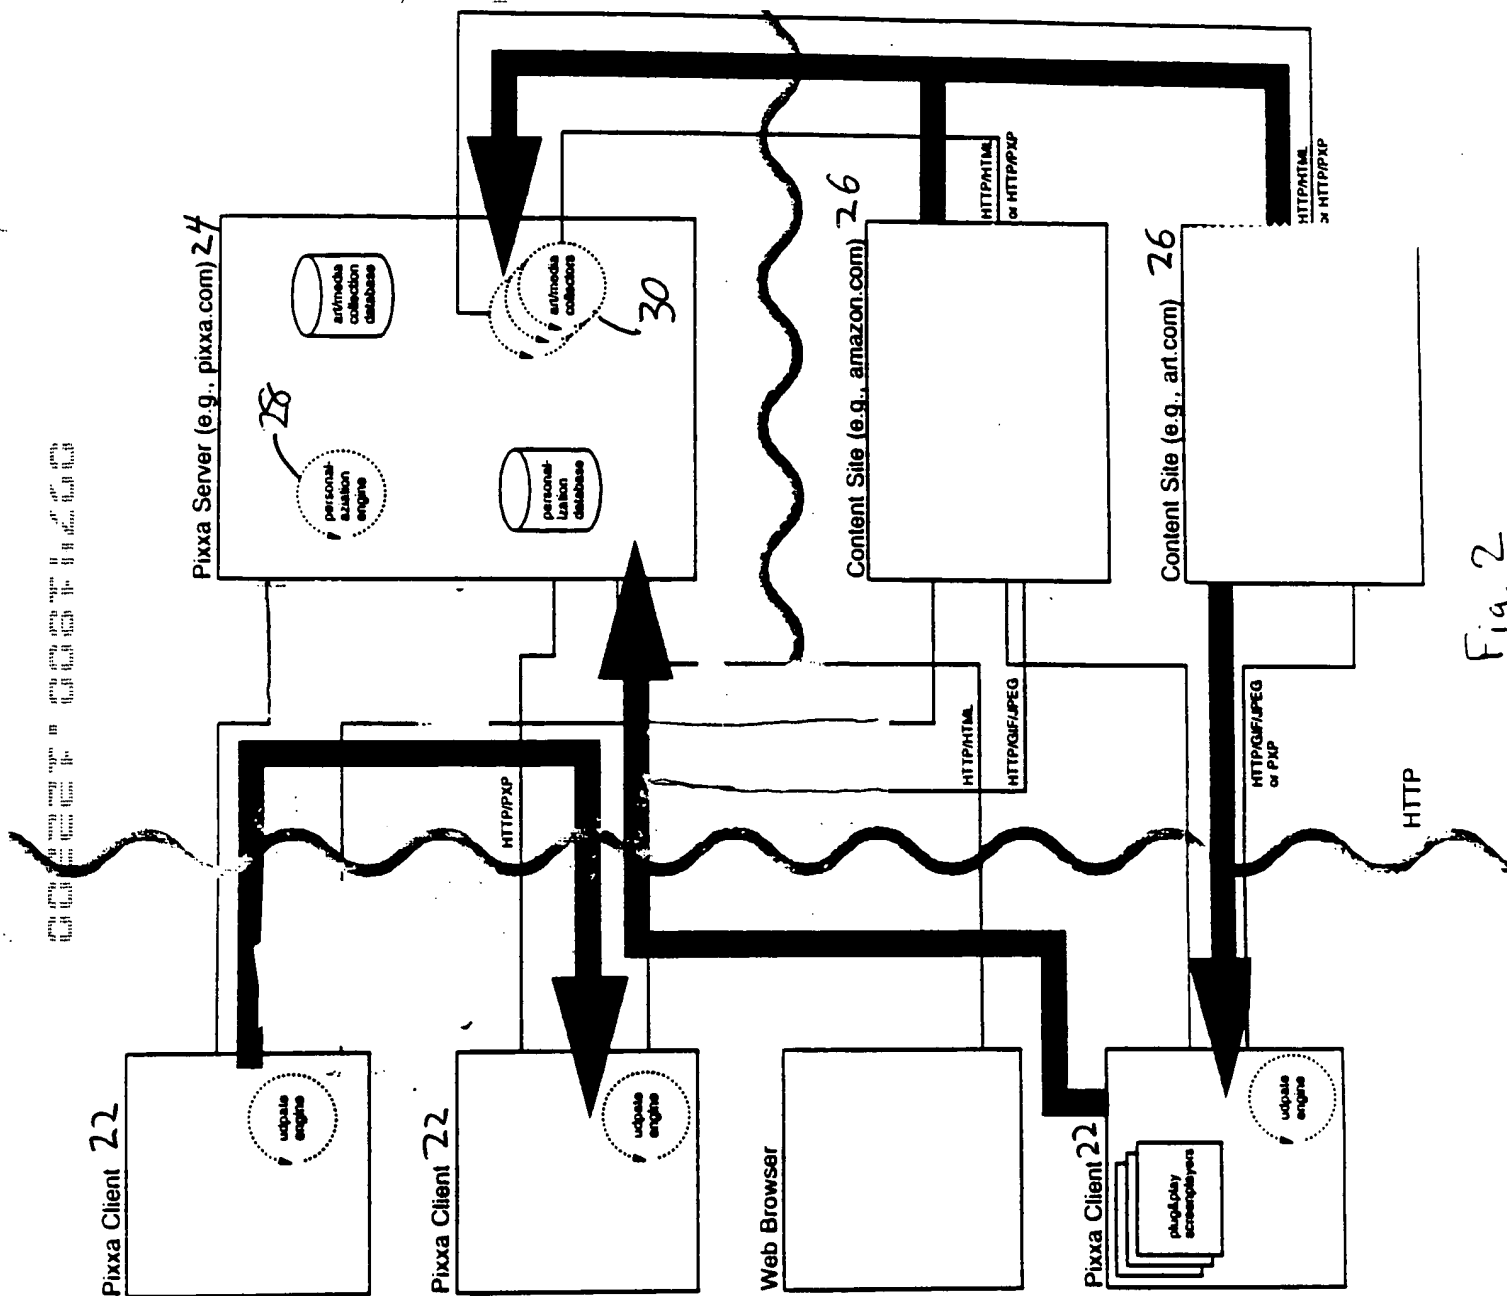 Pixxa Client 22
udpate
engine
Pixxa Client 22
udpate
engine
Web Browser
Pixxa Client 22
plug&play
screenplayers
udpate
engine
HTTP/PXP
HTTP/HTML
HTTP/GIF/JPEG
HTTP/GIF/JPEG
or PXP
HTTP
Pixxa Server (e.g., pixxa.com) 24
28
personal-
aziation
engine
art/media
collection
database
personal-
ization
database
art/media
collectors
30
Content Site (e.g., amazon.com) 26
HTTP/HTML
or HTTP/PXP
Content Site (e.g., art.com) 26
HTTP/HTML
or HTTP/PXP
Fig. 2